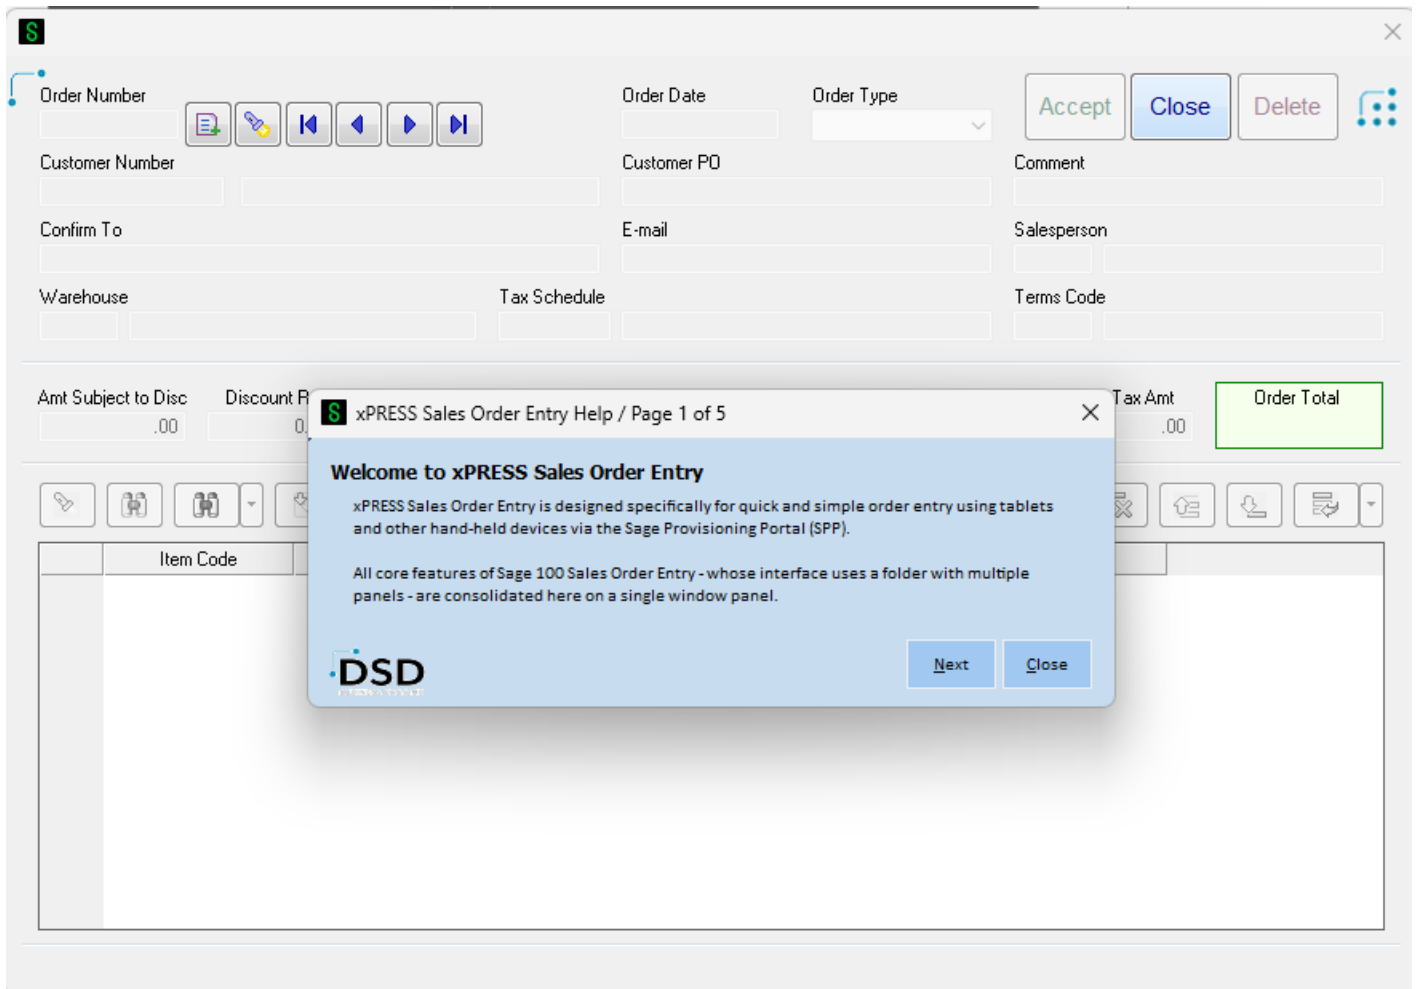 S
Order Number
Order Date
Order Type
Accept
Close
Delete
Customer Number
Customer PO
Comment
Confirm To
E-mail
Salesperson
Warehouse
Tax Schedule
Terms Code
Amt Subject to Disc
Discount
Tax Amt
Order Total
.00
0.
.00
S xPRESS Sales Order Entry Help / Page 1 of 5
Welcome to xPRESS Sales Order Entry
xPRESS Sales Order Entry is designed specifically for quick and simple order entry using tablets
and other hand-held devices via the Sage Provisioning Portal (SPP).
All core features of Sage 100 Sales Order Entry - whose interface uses a folder with multiple
panels - are consolidated here on a single window panel.
DSD
Next
Close
Item Code